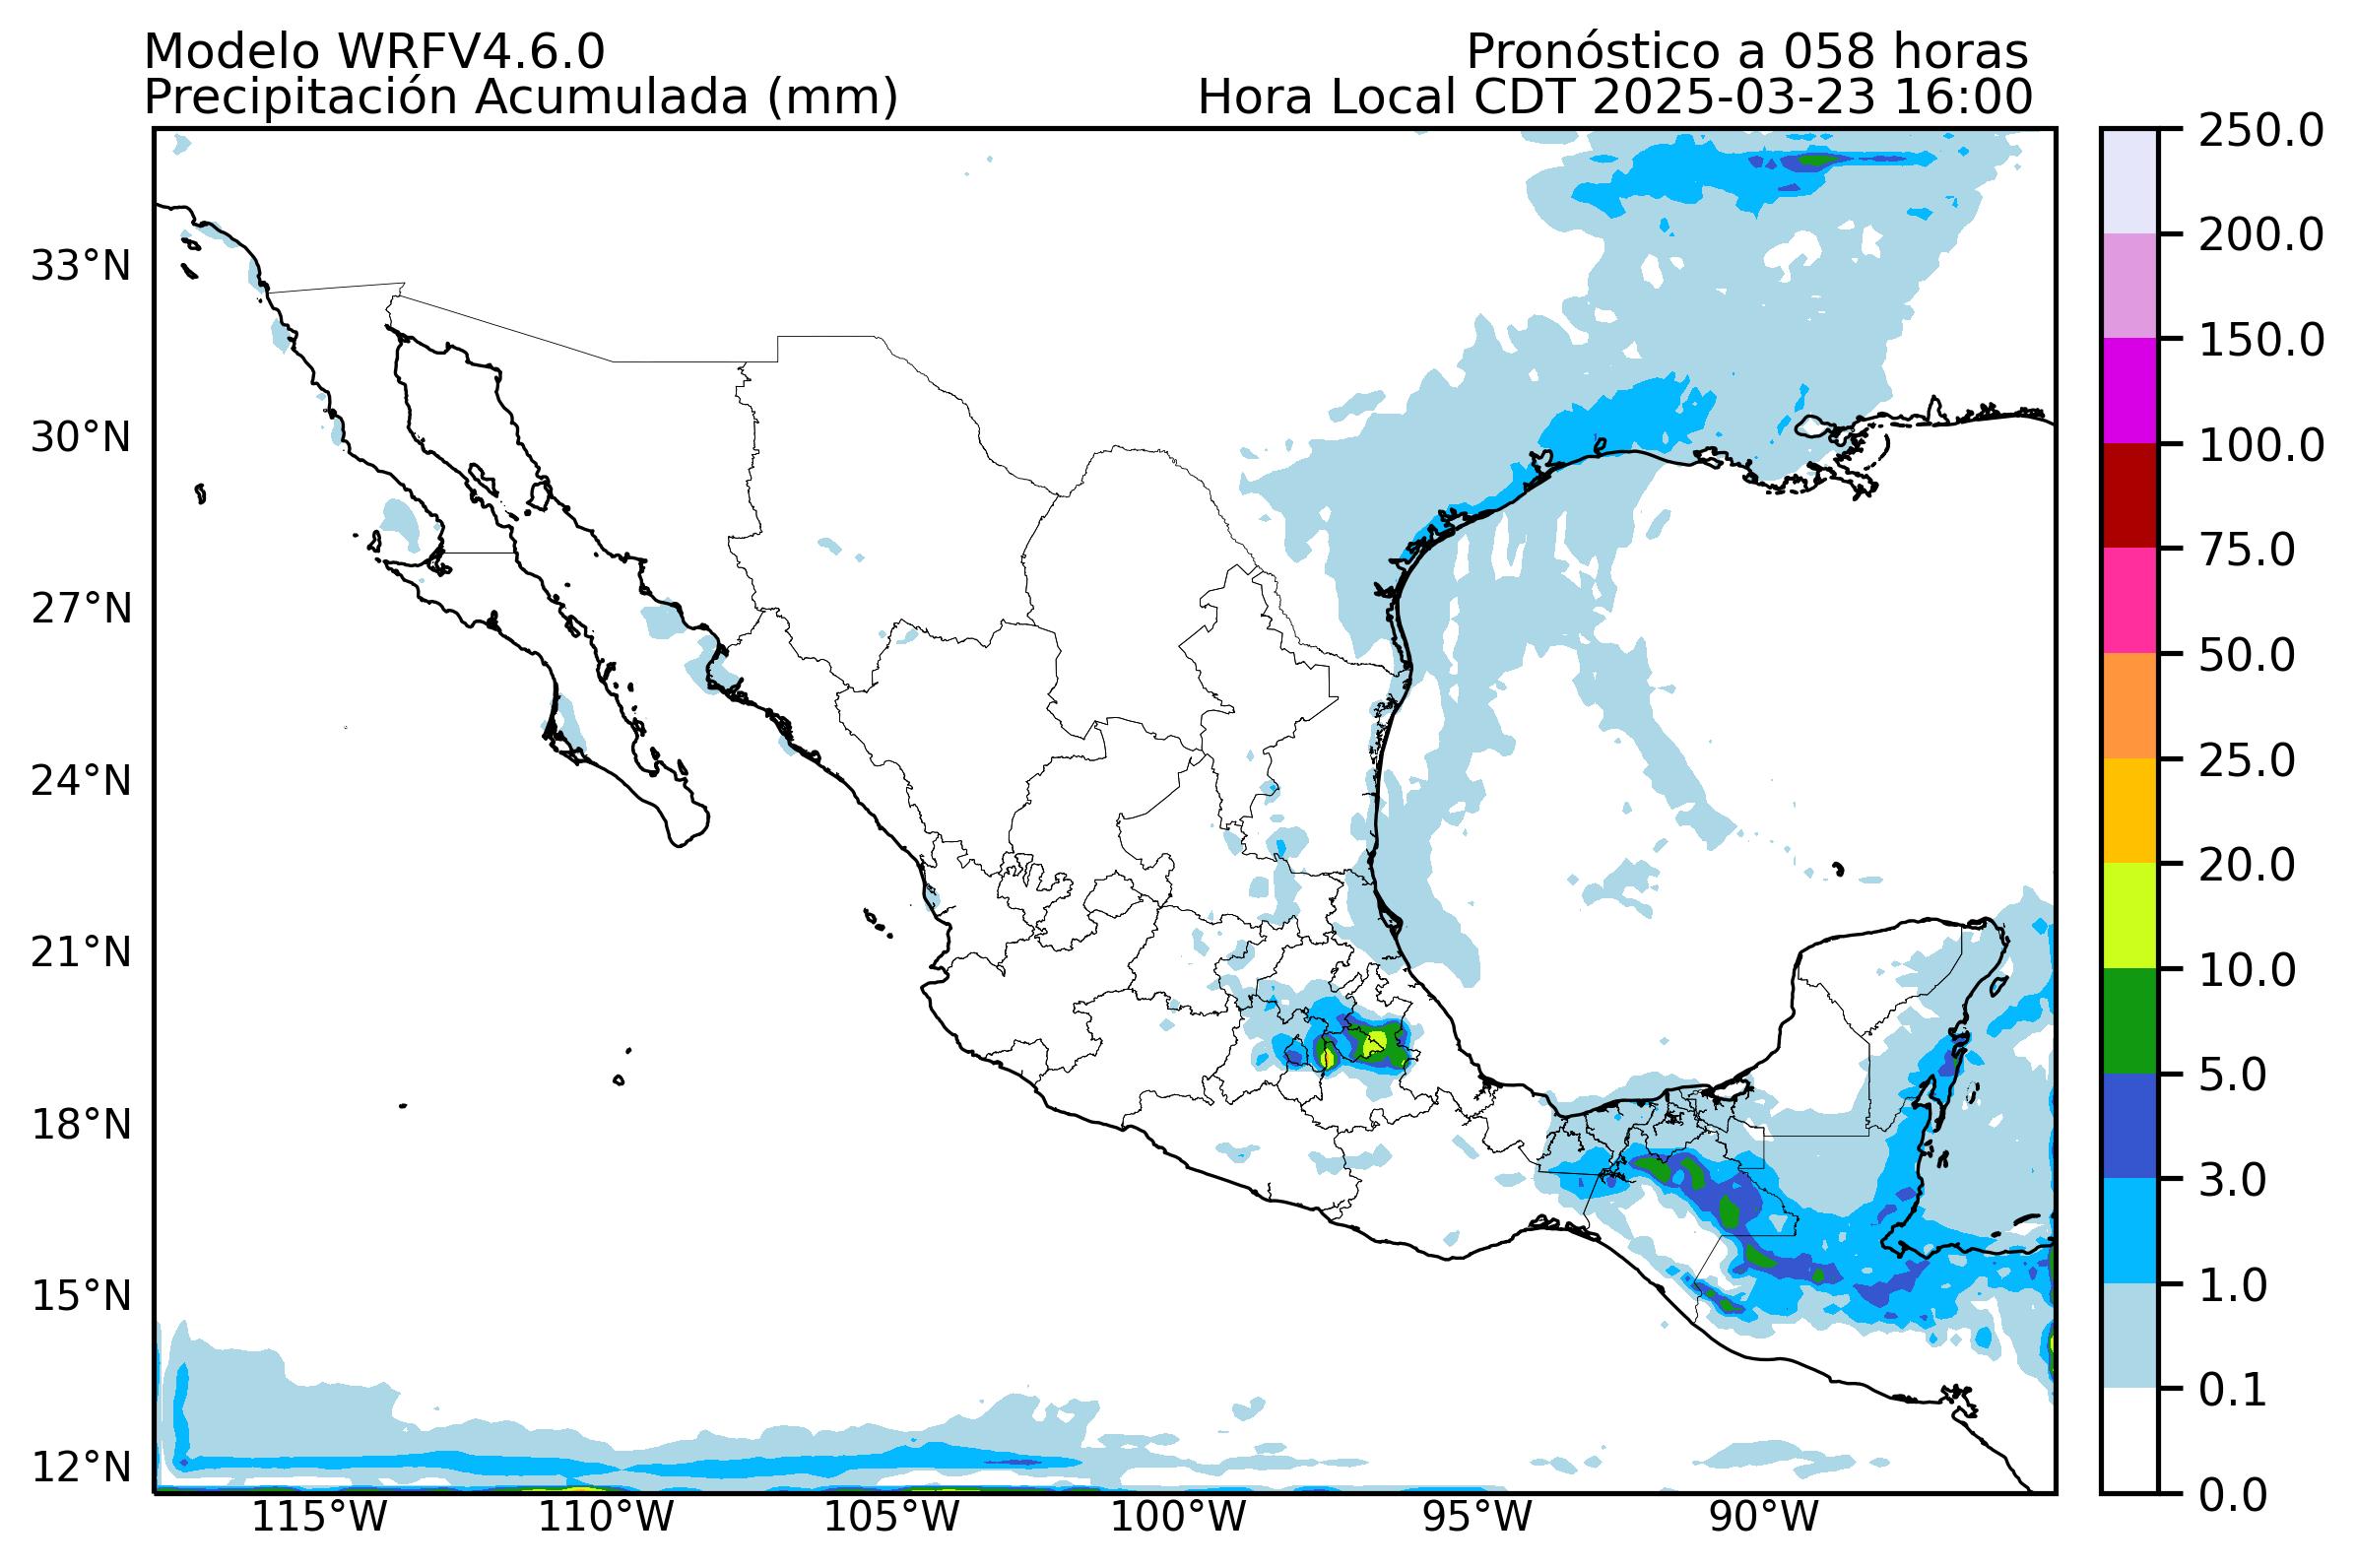 Modelo WRFV4.6.0
Pronóstico a 058 horas
Precipitación Acumulada (mm)
Hora Local CDT 2025-03-23 16:00
33°N
30°N
27°N
24°N
21°N
18°N
15°N
12°N
115°W
110°W
105°W
100°W
95°W
90°W
250.0
200.0
150.0
100.0
75.0
50.0
25.0
20.0
10.0
5.0
3.0
1.0
0.1
0.0